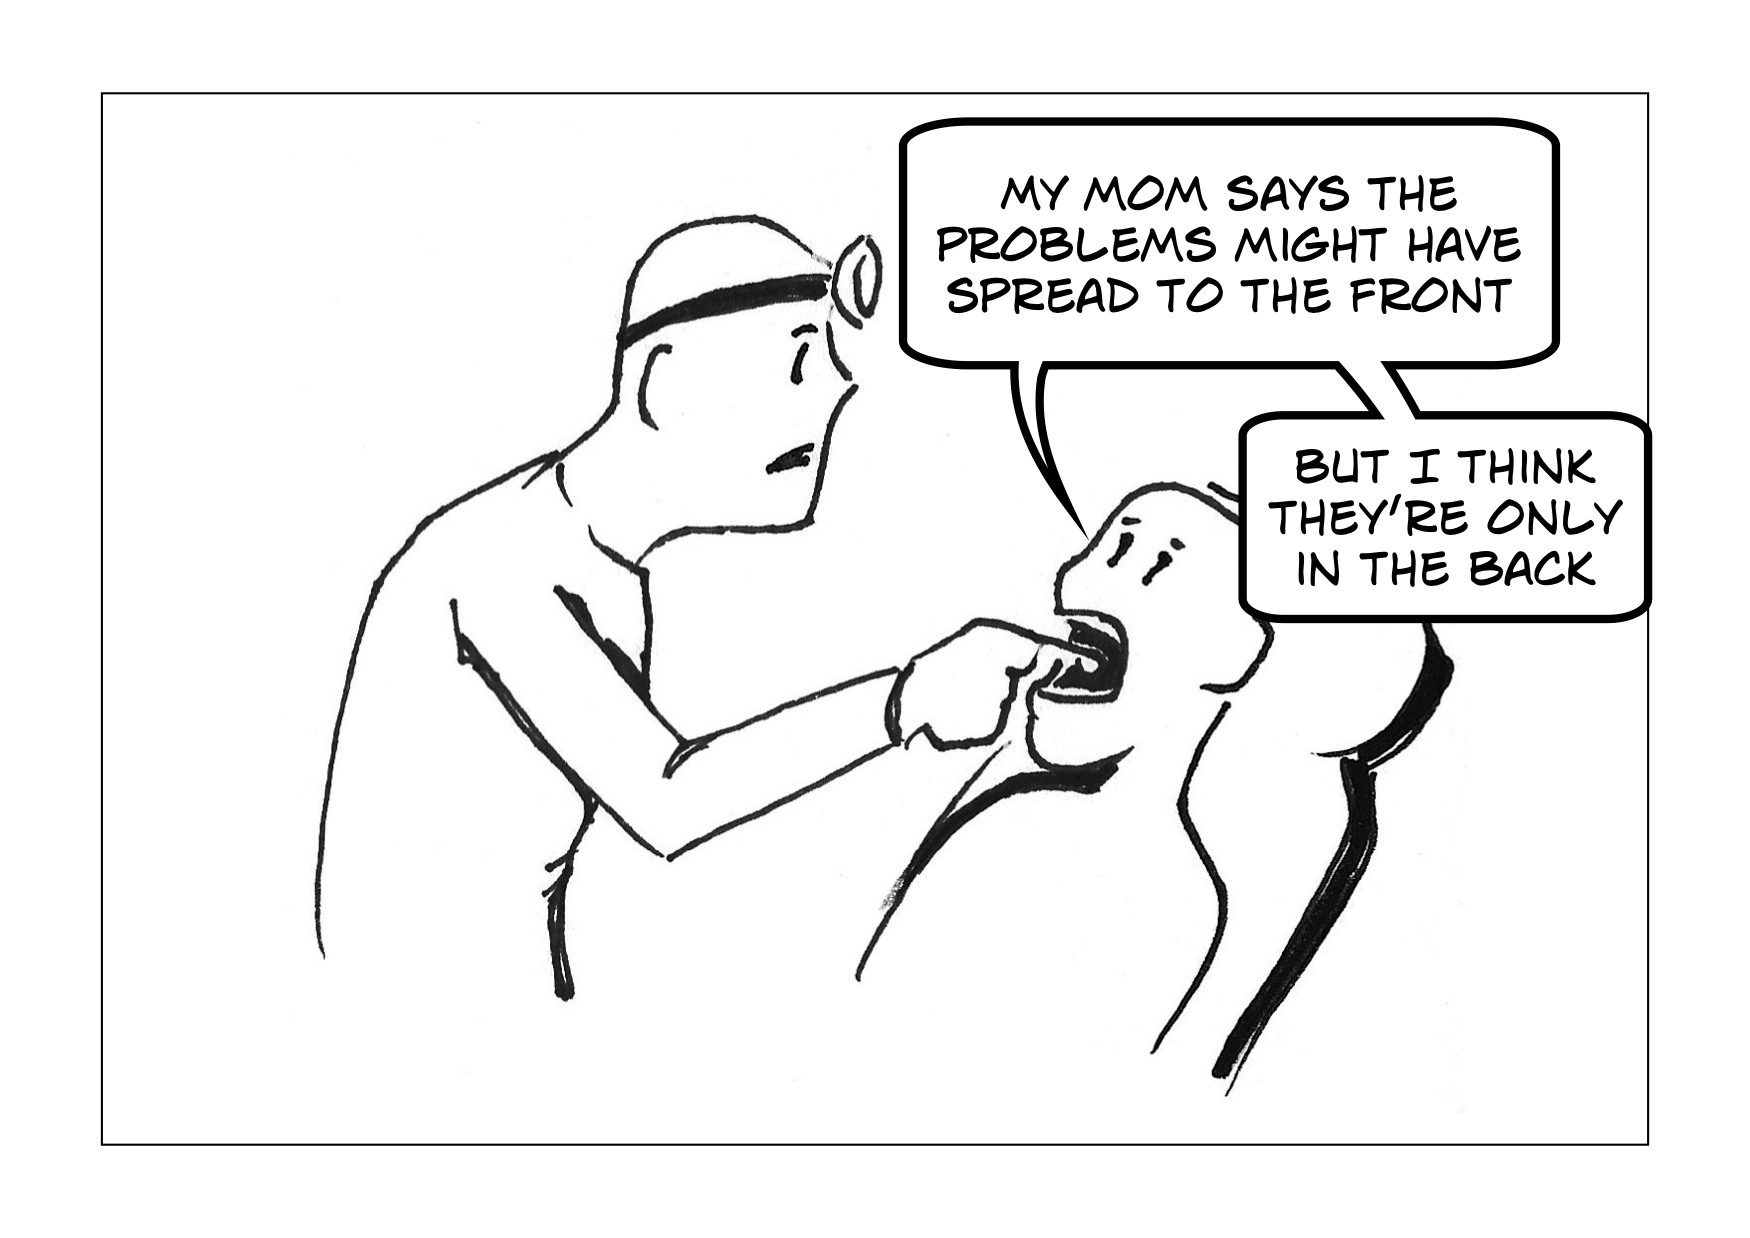 MY MOM SAYS THE
PROBLEMS MIGHT HAVE
SPREAD TO THE FRONT
BUT I THINK
THEY'RE ONLY
IN THE BACK